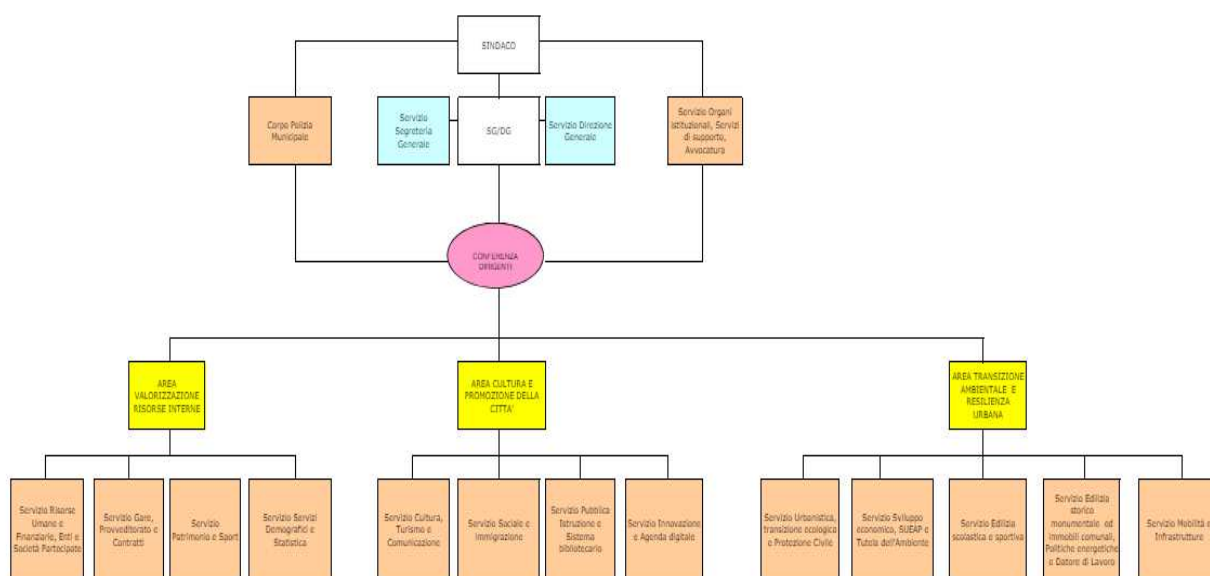 SINDACO
Corpo Polizia
Municipale
Servizio
Segreteria
Generale
SG/DG
Servizio Direzione
Generale
Servizio Organi
istituzionali, Servizi
di supporto,
Avvocatura
CONFERENZA
DIRIGENTI
AREA
VALORIZZAZIONE
RISORSE INTERNE
AREA CULTURA E
PROMOZIONE DELLA
CITTA'
AREA TRANSIZIONE
AMBIENTALE E
RESILIENZA
URBANA
Servizio Risorse
Umane e
Finanziarie, Enti e
Società Partecipate
Servizio Gare,
Provveditorato e
Contratti
Servizio
Patrimonio e Sport
Servizio Servizi
Demografici e
Statistica
Servizio Cultura,
Turismo e
Comunicazione
Servizio Sociale e
Immigrazione
Servizio Pubblica
Istruzione e
Sistema
bibliotecario
Servizio Innovazione
e Agenda digitale
Servizio Urbanistica,
transizione ecologica
e Protezione Civile
Servizio Sviluppo
economico, SUEAP e
Tutela dell'Ambiente
Servizio Edilizia
scolastica e sportiva
Servizio Edilizia
storico
monumentale ed
immobili comunali,
Politiche energetiche
e Datore di Lavoro
Servizio Mobilità e
Infrastrutture